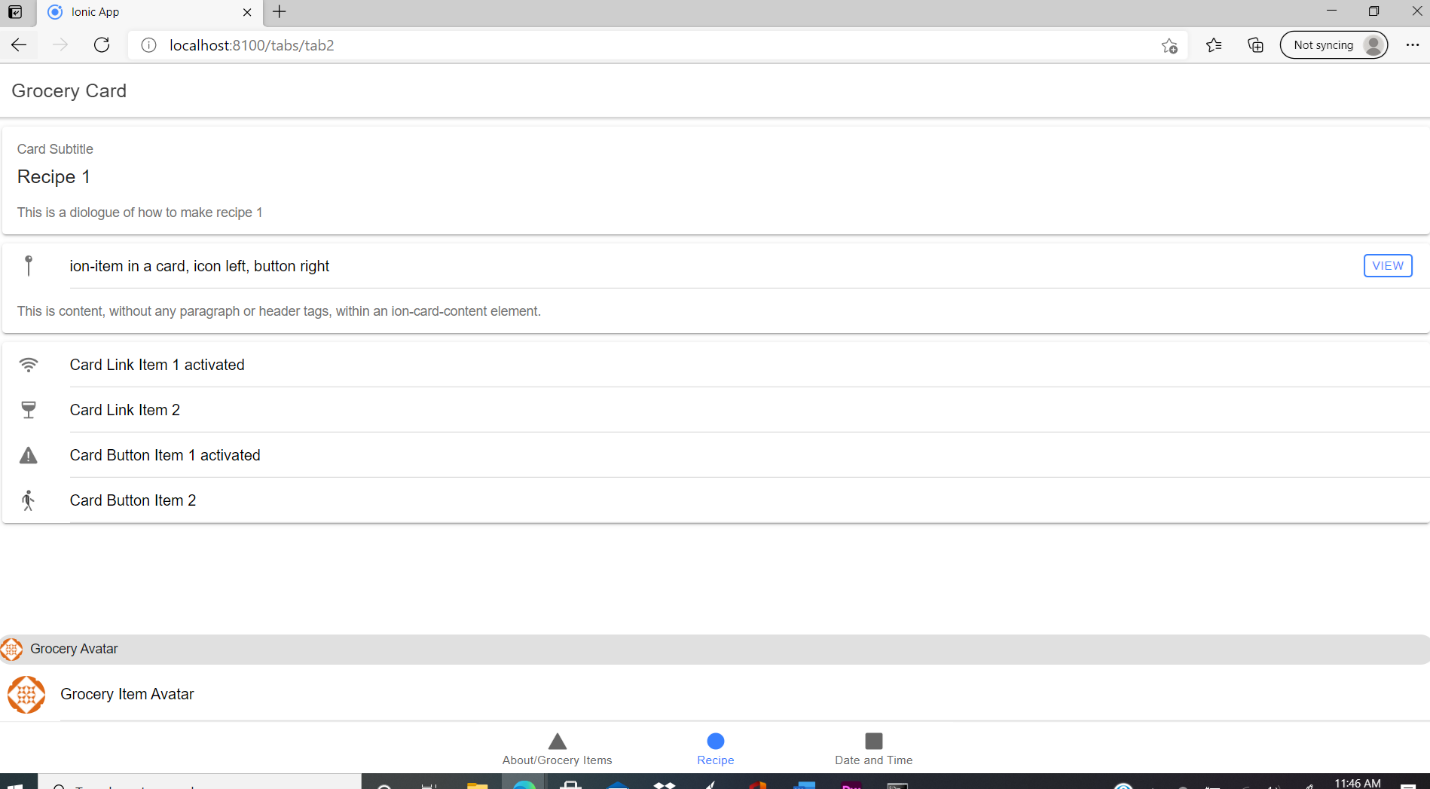 Ionic App
localhost:8100/tabs/tab2
Not syncing
Grocery Card
Card Subtitle
Recipe 1
This is a diologue of how to make recipe 1
ion-item in a card, icon left, button right
VIEW
This is content, without any paragraph or header tags, within an ion-card-content element.
Card Link Item 1 activated
Card Link Item 2
Card Button Item 1 activated
Card Button Item 2
Grocery Avatar
Grocery Item Avatar
About/Grocery Items
Recipe
Date and Time
11:46 AM